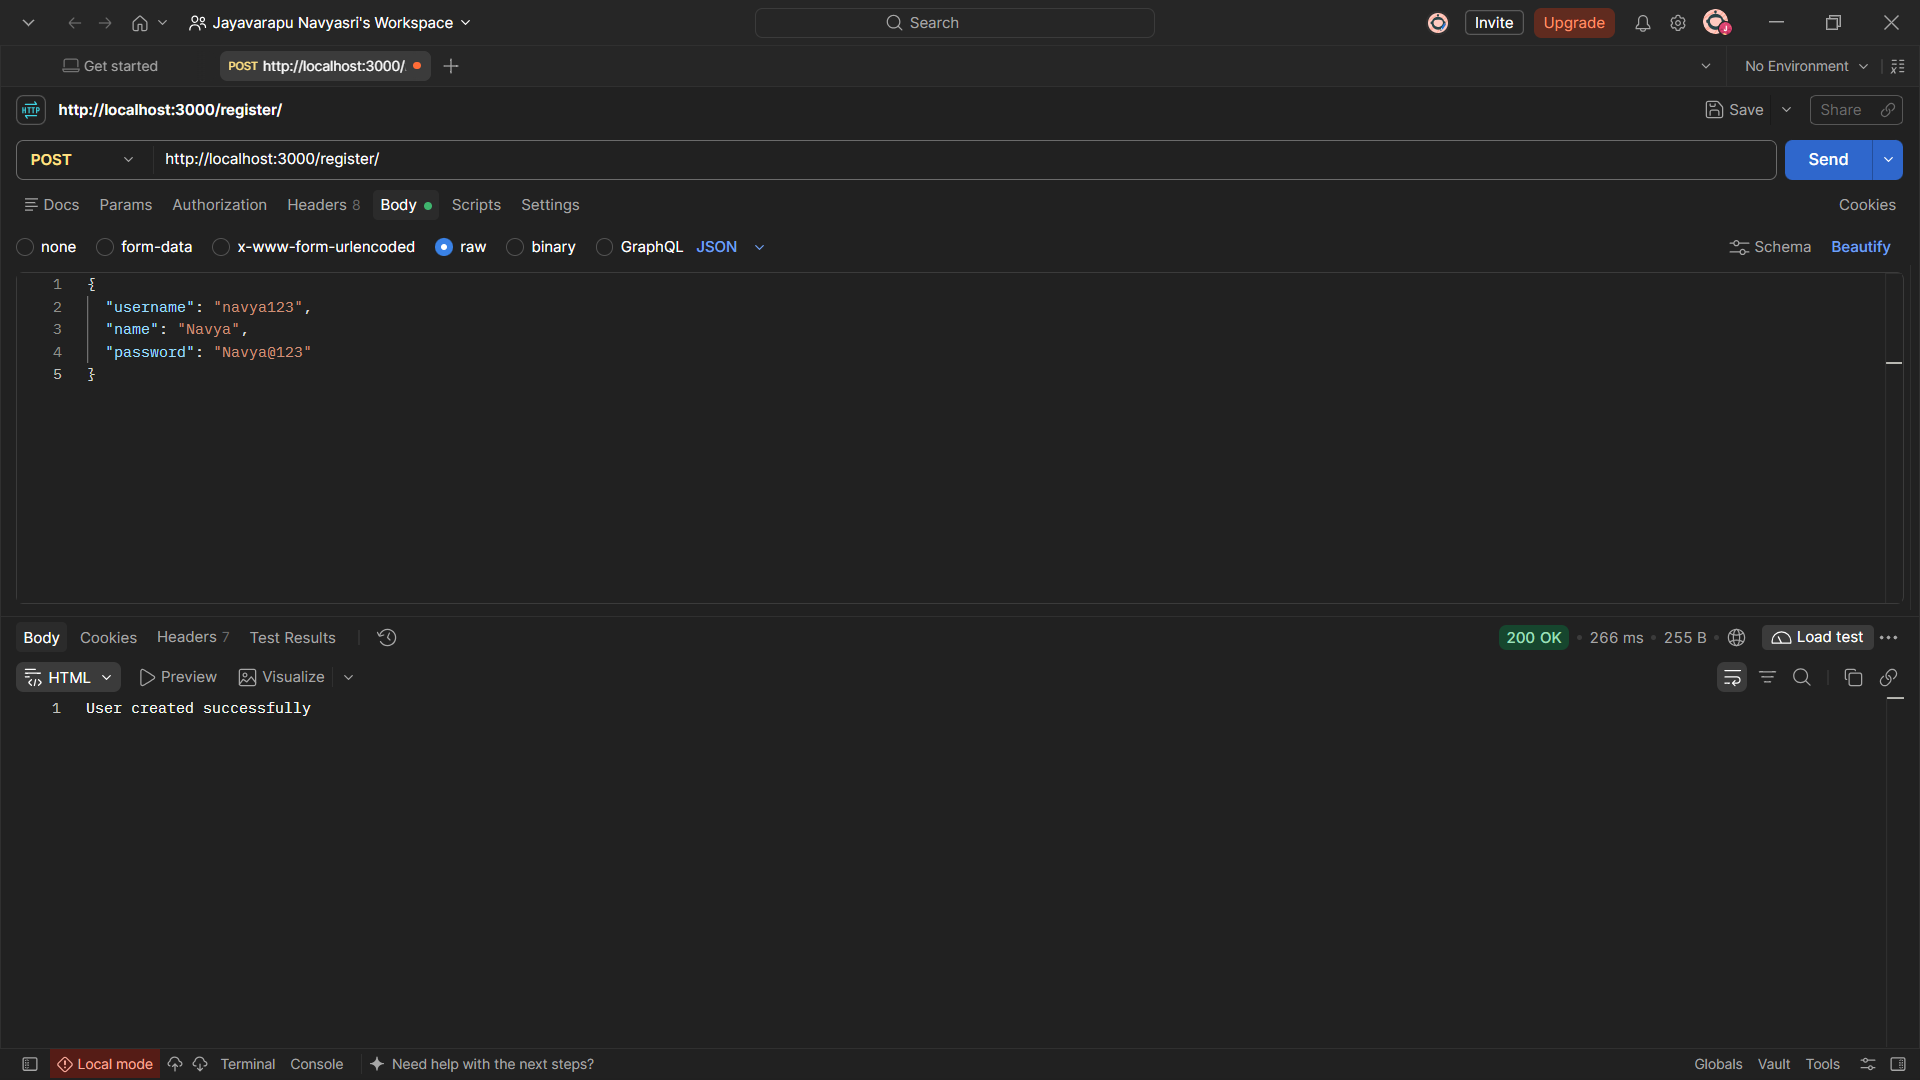 Jayavarapu Navyasri's Workspace
Search
Invite
Upgrade
Get started
POST http://localhost:3000/
No Environment
HTTP
http://localhost:3000/register/
Save
Share
POST
http://localhost:3000/register/
Send
Docs
Params
Authorization
Headers 8
Body
Scripts
Settings
Cookies
none
form-data
x-www-form-urlencoded
raw
binary
GraphQL
JSON
Schema
Beautify
1 {
2 "username": "navya123",
3 "name": "Navya",
4 "password": "Navya@123"
5 }
Body
Cookies
Headers 7
Test Results
200 OK
266 ms
255 B
Load test
HTML
Preview
Visualize
1 User created successfully
Local mode
Terminal
Console
Need help with the next steps?
Globals
Vault
Tools